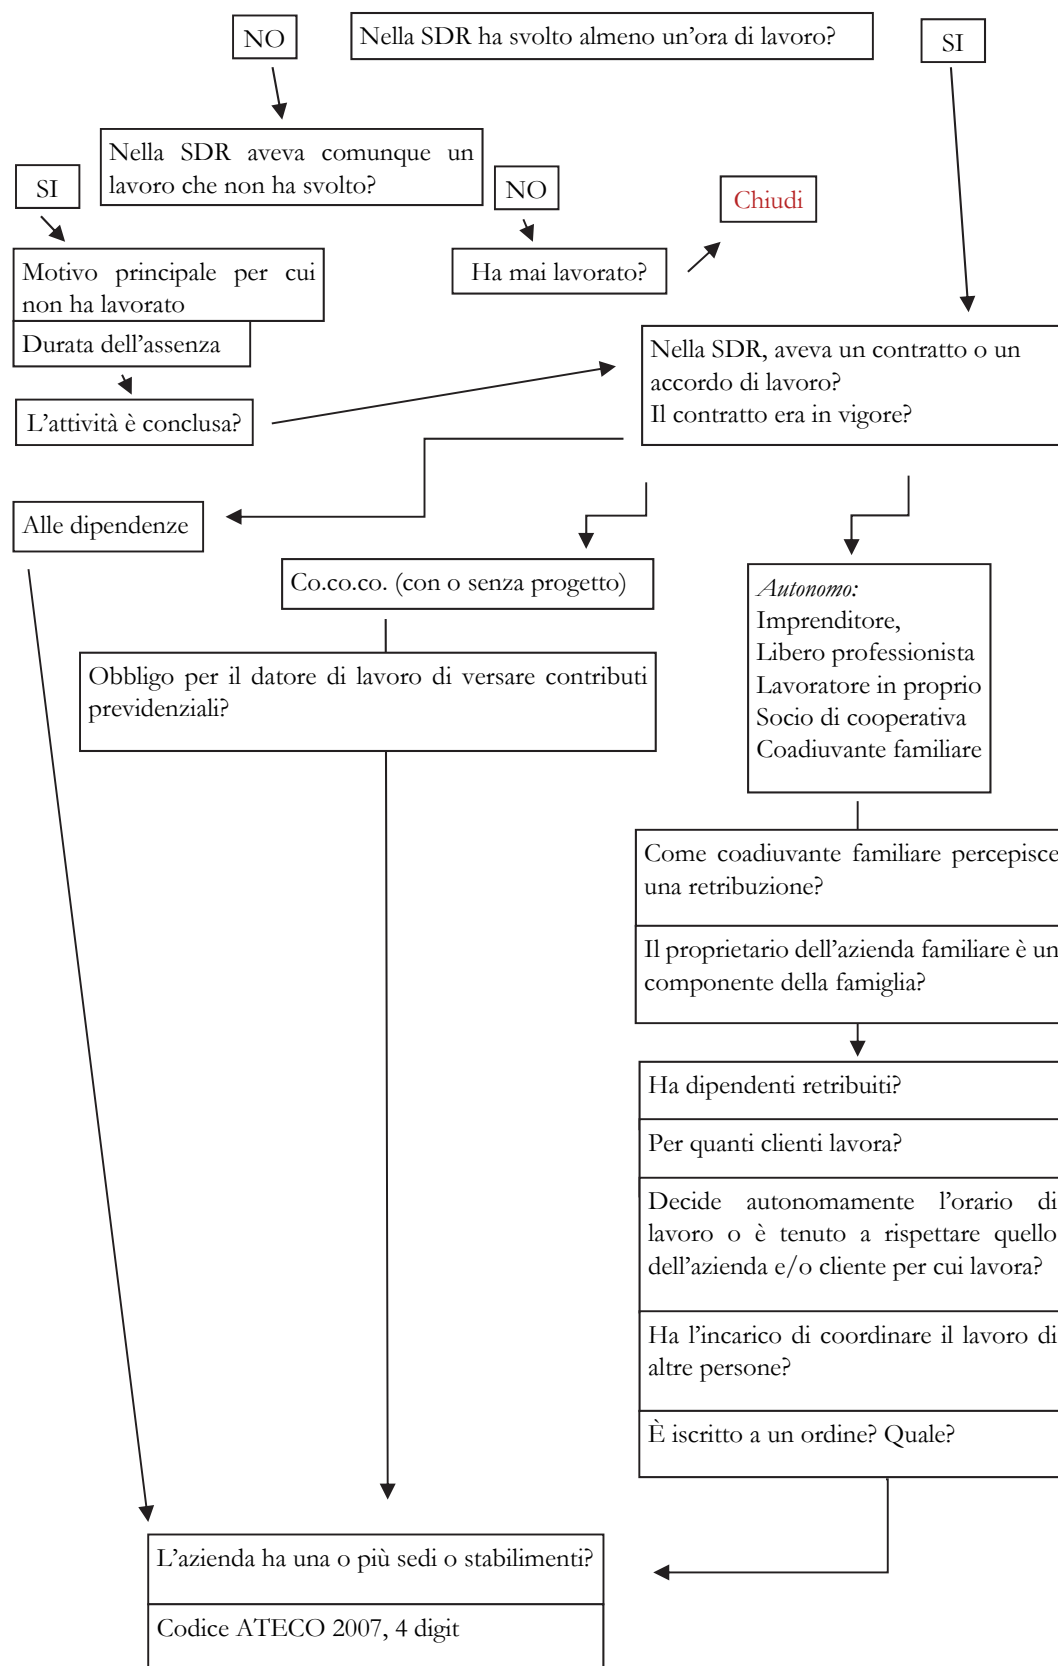 NO
Nella SDR ha svolto almeno un'ora di lavoro?
SI
Nella SDR aveva comunque un
lavoro che non ha svolto?
SI
NO
Chiudi
Motivo principale per cui
non ha lavorato
Ha mai lavorato?
Durata dell'assenza
Nella SDR, aveva un contratto o un
accordo di lavoro?
Il contratto era in vigore?
L'attività è conclusa?
Alle dipendenze
Co.co.co. (con o senza progetto)
Autonomo:
Imprenditore,
Libero professionista
Lavoratore in proprio
Socio di cooperativa
Coadiuvante familiare
Obbligo per il datore di lavoro di versare contributi
previdenziali?
Come coadiuvante familiare percepisce
una retribuzione?
Il proprietario dell'azienda familiare è un
componente della famiglia?
Ha dipendenti retribuiti?
Per quanti clienti lavora?
Decide autonomamente l'orario di
lavoro o è tenuto a rispettare quello
dell'azienda e/o cliente per cui lavora?
Ha l'incarico di coordinare il lavoro di
altre persone?
È iscritto a un ordine? Quale?
L'azienda ha una o più sedi o stabilimenti?
Codice ATECO 2007, 4 digit